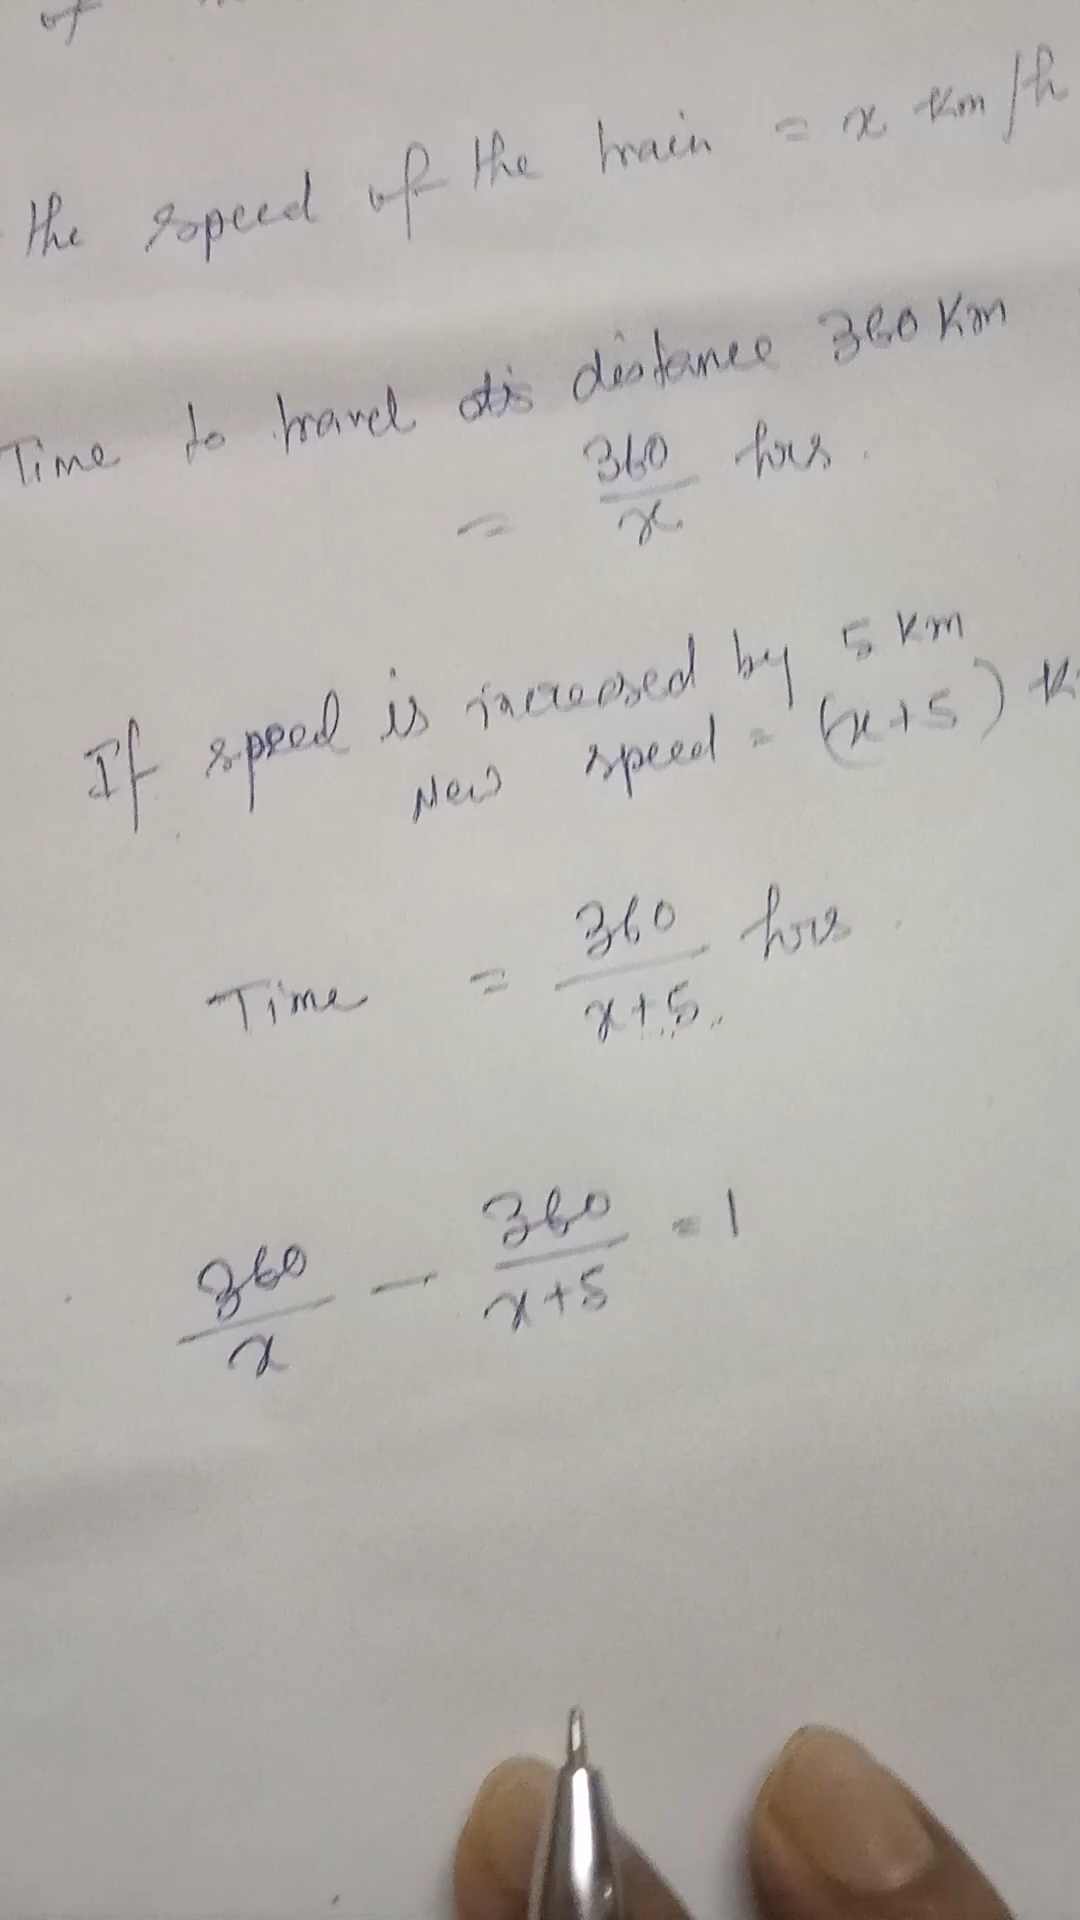 of
the speed of the train = x km/h
Time to travel distance 360 Km
= 360/x hrs.
If speed is increased by 5 Km
New speed = (x+5) K
Time = 360/x+5 hrs.
360/x - 360/x+5 = 1